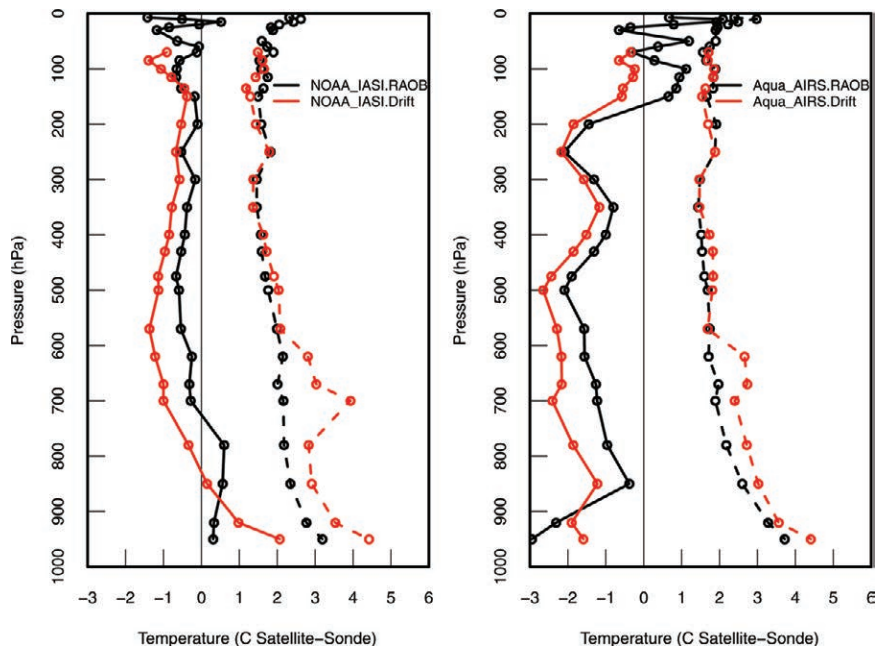 0
100
200
300
400
500
600
700
800
900
1000
Pressure (hPa)
NOAA_IASI.RAOB
NOAA_IASI.Drift
−3 −2 −1 0 1 2 3 4 5 6
Temperature (C Satellite−Sonde)
0
100
200
300
400
500
600
700
800
900
1000
Pressure (hPa)
Aqua_AIRS.RAOB
Aqua_AIRS.Drift
−3 −2 −1 0 1 2 3 4 5 6
Temperature (C Satellite−Sonde)